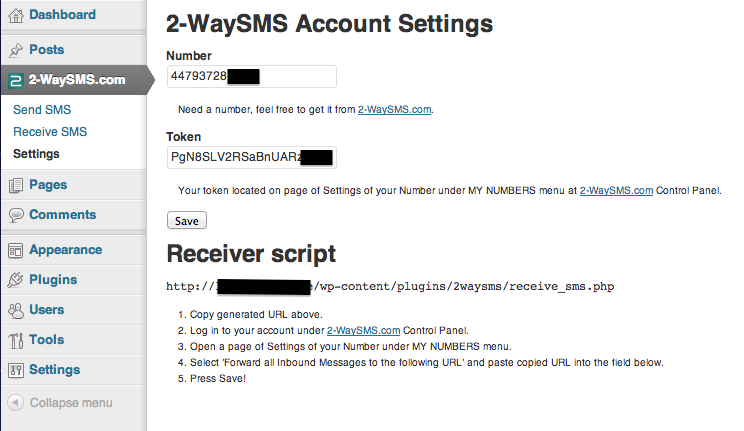 Dashboard
Posts
2-WaySMS.com
Send SMS
Receive SMS
Settings
Pages
Comments
Appearance
Plugins
Users
Tools
Settings
Collapse menu
2-WaySMS Account Settings
Number
44793728
Need a number, feel free to get it from 2-WaySMS.com.
Token
PgN8SLV2RSaBnUARz
Your token located on page of Settings of your Number under MY NUMBERS menu at 2-WaySMS.com Control Panel.
Save
Receiver script
http:///wp-content/plugins/2waysms/receive_sms.php
1. Copy generated URL above.
2. Log in to your account under 2-WaySMS.com Control Panel.
3. Open a page of Settings of your Number under MY NUMBERS menu.
4. Select 'Forward all Inbound Messages to the following URL' and paste copied URL into the field below.
5. Press Save!